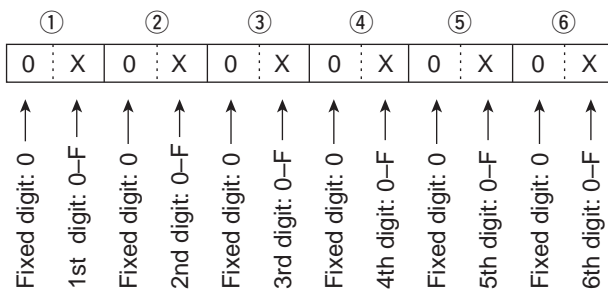 ① ② ③ ④ ⑤ ⑥
0 X 0 X 0 X 0 X 0 X 0 X
Fixed digit: 0
1st digit: 0–F
Fixed digit: 0
2nd digit: 0–F
Fixed digit: 0
3rd digit: 0–F
Fixed digit: 0
4th digit: 0–F
Fixed digit: 0
5th digit: 0–F
Fixed digit: 0
6th digit: 0–F